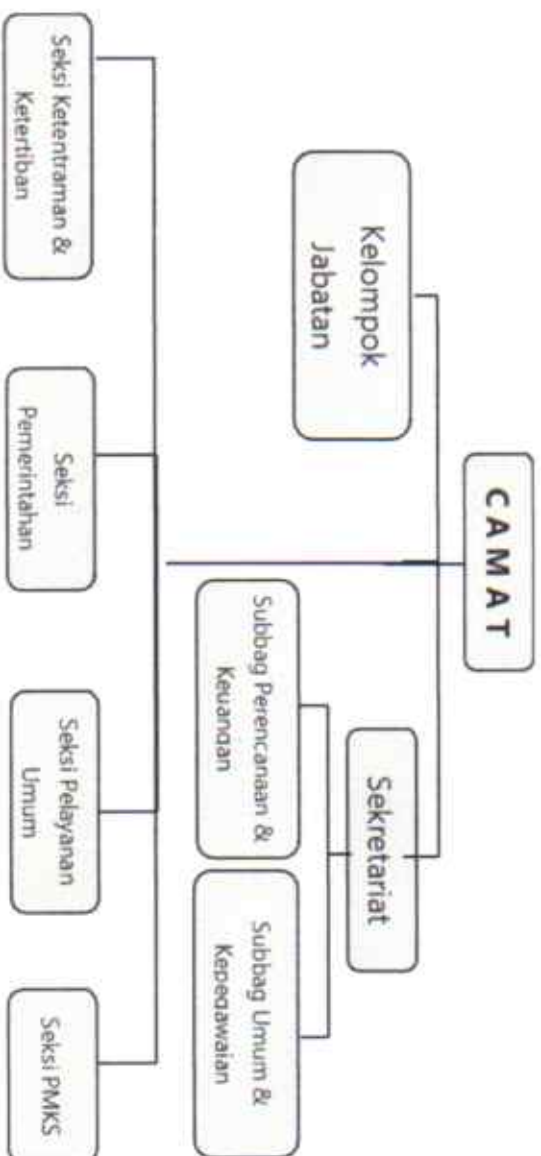 C A M A T
Kelompok
Jabatan
Sekretariat
Subbag Perencanaan &
Keuangan
Subbag Umum &
Kepegawaian
Seksi Ketentraman &
Ketertiban
Seksi
Pemerintahan
Seksi Pelayanan
Umum
Seksi PMKS